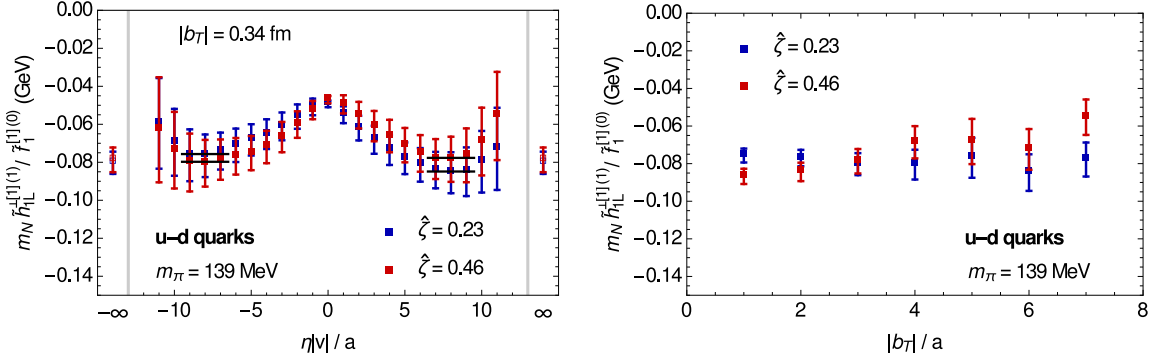 0.00
−0.02
−0.04
−0.06
−0.08
−0.10
−0.12
−0.14
m_N h̃_{1L}^{⊥[1](1)} / f̃_1^{[1](0)} (GeV)
|b_T| = 0.34 fm
u−d quarks
m_π = 139 MeV
ζ̂ = 0.23
ζ̂ = 0.46
−∞ −10 −5 0 5 10 ∞
η|v| / a
0.00
−0.02
−0.04
−0.06
−0.08
−0.10
−0.12
−0.14
m_N h̃_{1L}^{⊥[1](1)} / f̃_1^{[1](0)} (GeV)
ζ̂ = 0.23
ζ̂ = 0.46
u−d quarks
m_π = 139 MeV
0 2 4 6 8
|b_T| / a